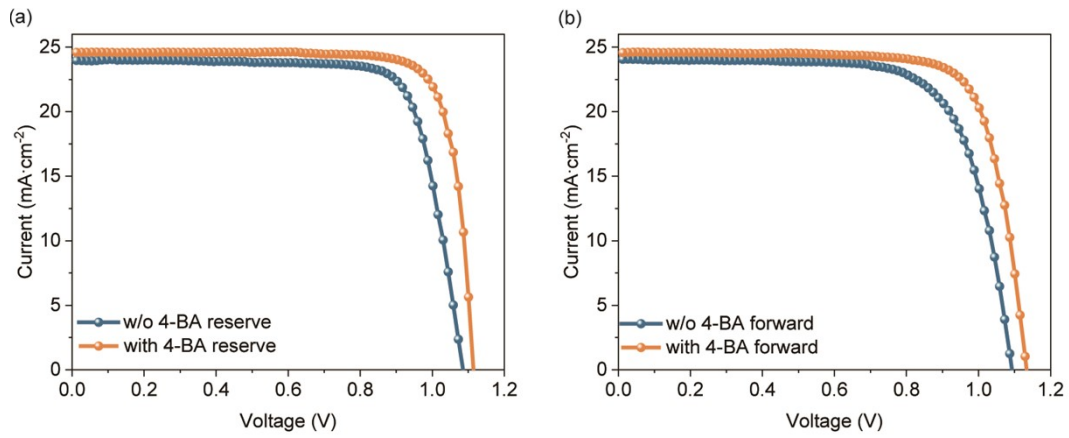 (a)
25
20
15
10
5
0
Current (mA·cm⁻²)
w/o 4-BA reserve
with 4-BA reserve
0.0 0.2 0.4 0.6 0.8 1.0 1.2
Voltage (V)
(b)
25
20
15
10
5
0
Current (mA·cm⁻²)
w/o 4-BA forward
with 4-BA forward
0.0 0.2 0.4 0.6 0.8 1.0 1.2
Voltage (V)